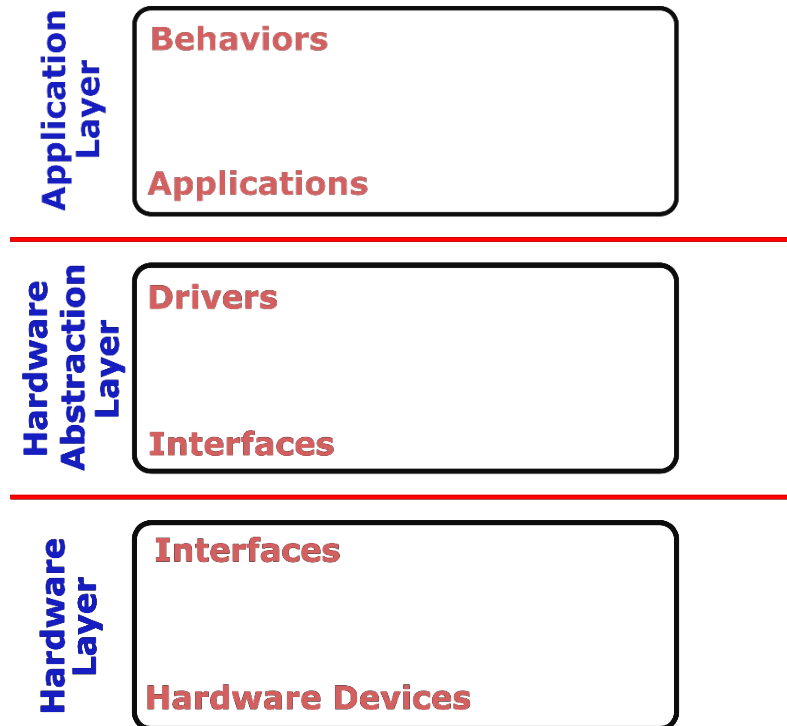 Application
Layer
Behaviors
Applications
Hardware
Abstraction
Layer
Drivers
Interfaces
Hardware
Layer
Interfaces
Hardware Devices